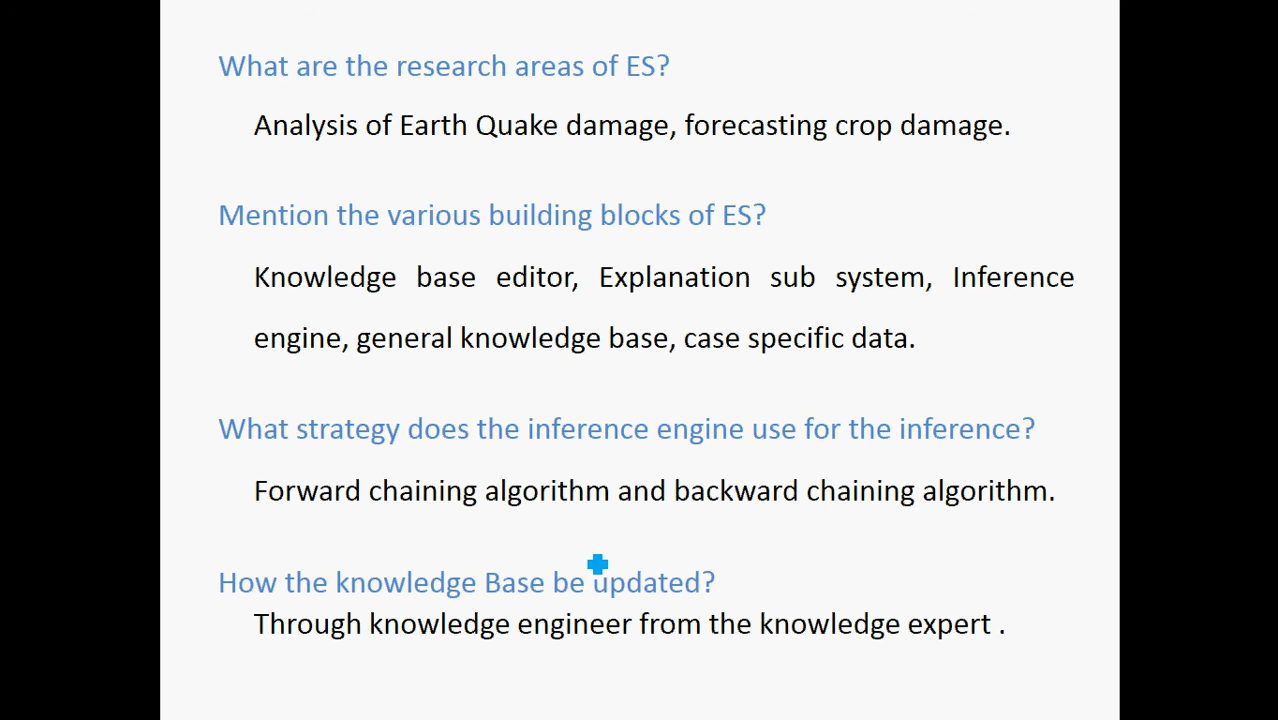 What are the research areas of ES?
Analysis of Earth Quake damage, forecasting crop damage.
Mention the various building blocks of ES?
Knowledge base editor, Explanation sub system, Inference
engine, general knowledge base, case specific data.
What strategy does the inference engine use for the inference?
Forward chaining algorithm and backward chaining algorithm.
How the knowledge Base be updated?
Through knowledge engineer from the knowledge expert .